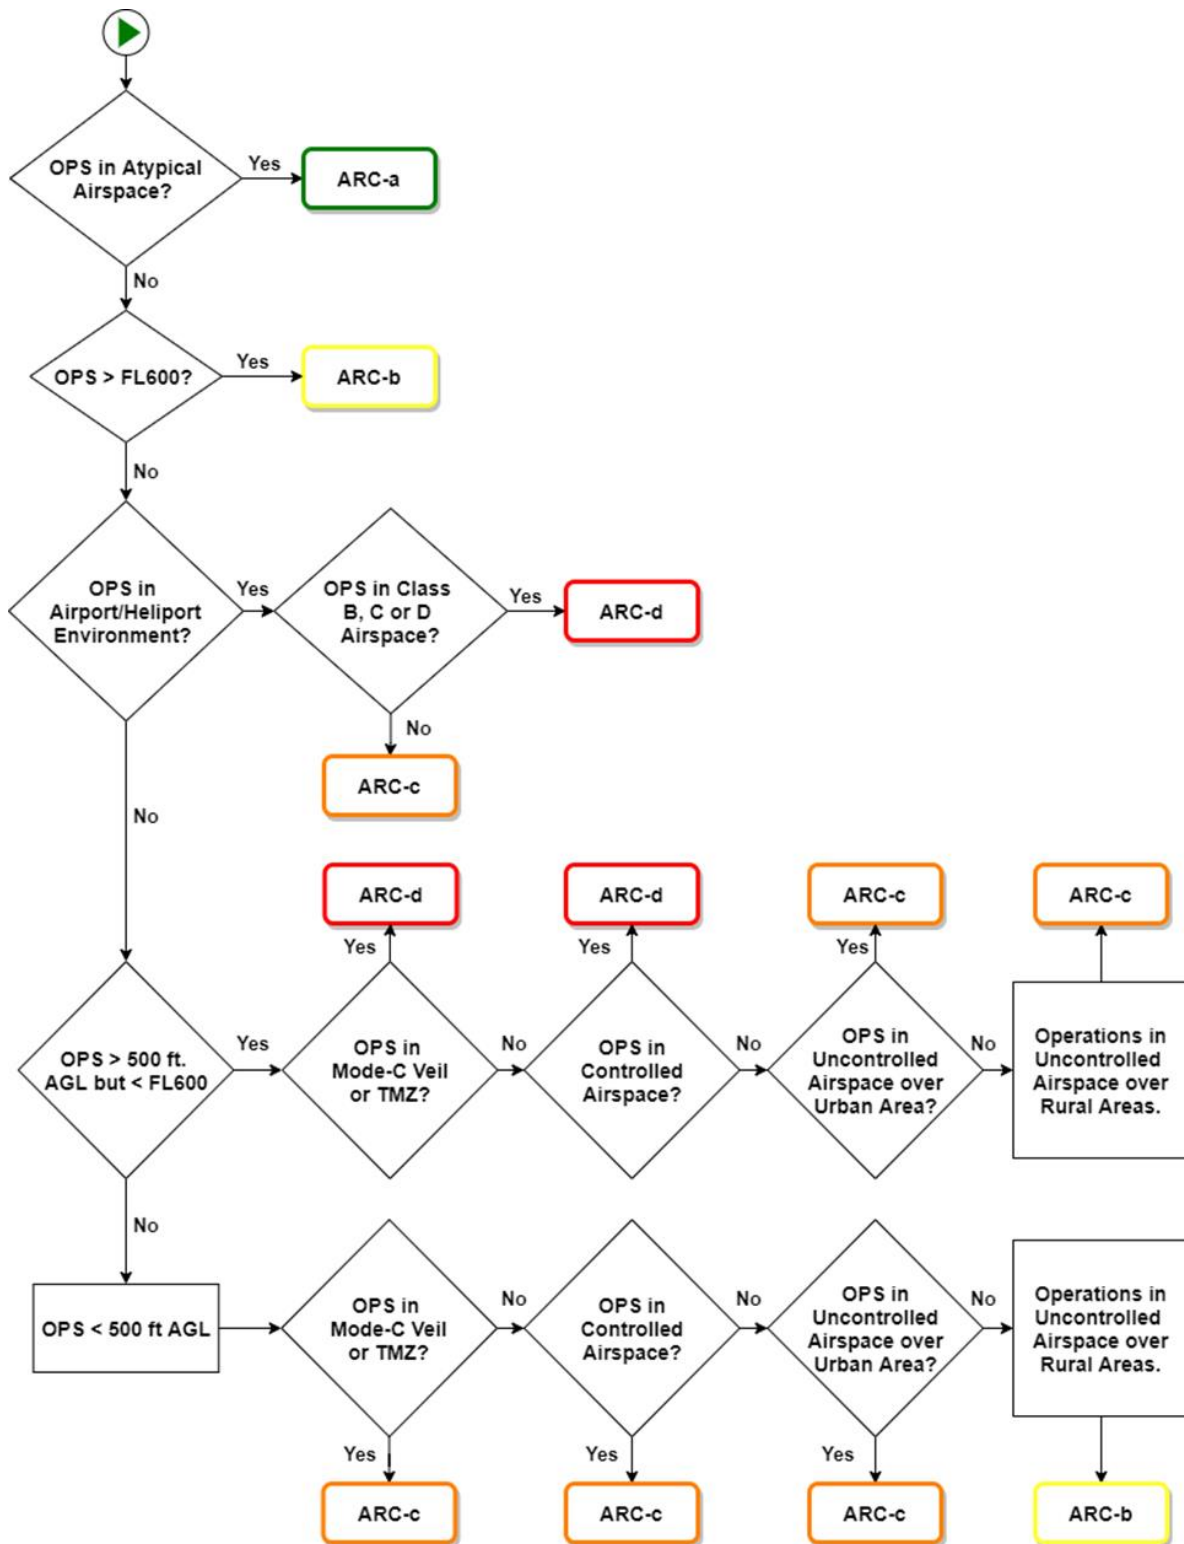 OPS in Atypical
Airspace?
Yes
ARC-a
No
OPS > FL600?
Yes
ARC-b
No
OPS in
Airport/Heliport
Environment?
Yes
OPS in Class
B, C or D
Airspace?
Yes
ARC-d
No
ARC-c
No
ARC-d
ARC-d
ARC-c
ARC-c
Yes
Yes
Yes
OPS > 500 ft.
AGL but < FL600
Yes
OPS in
Mode-C Veil
or TMZ?
No
OPS in
Controlled
Airspace?
No
OPS in
Uncontrolled
Airspace over
Urban Area?
No
Operations in
Uncontrolled
Airspace over
Rural Areas.
No
OPS < 500 ft AGL
OPS in
Mode-C Veil
or TMZ?
No
OPS in
Controlled
Airspace?
No
OPS in
Uncontrolled
Airspace over
Urban Area?
No
Operations in
Uncontrolled
Airspace over
Rural Areas.
Yes
Yes
Yes
ARC-c
ARC-c
ARC-c
ARC-b